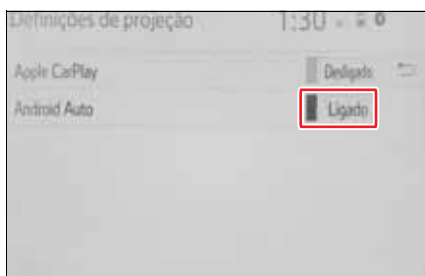 Definições de projeção 1:30
Apple CarPlay Desligado
Android Auto Ligado